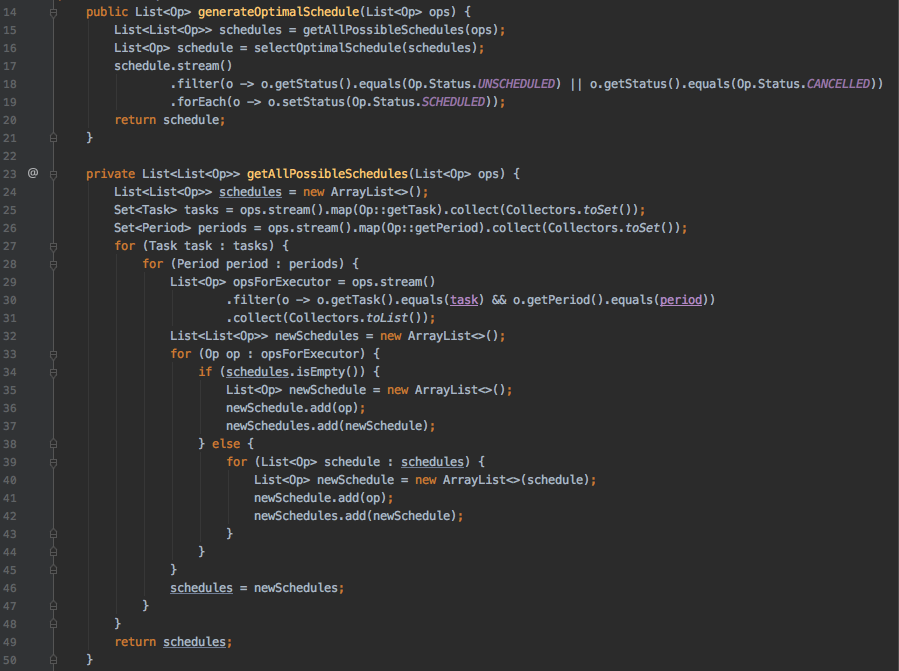 14 public List<Op> generateOptimalSchedule(List<Op> ops) {
15 List<List<Op>> schedules = getAllPossibleSchedules(ops);
16 List<Op> schedule = selectOptimalSchedule(schedules);
17 schedule.stream()
18 .filter(o -> o.getStatus().equals(Op.Status.UNSCHEDULED) || o.getStatus().equals(Op.Status.CANCELLED))
19 .forEach(o -> o.setStatus(Op.Status.SCHEDULED));
20 return schedule;
21 }
22
23 @ private List<List<Op>> getAllPossibleSchedules(List<Op> ops) {
24 List<List<Op>> schedules = new ArrayList<>();
25 Set<Task> tasks = ops.stream().map(Op::getTask).collect(Collectors.toSet());
26 Set<Period> periods = ops.stream().map(Op::getPeriod).collect(Collectors.toSet());
27 for (Task task : tasks) {
28 for (Period period : periods) {
29 List<Op> opsForExecutor = ops.stream()
30 .filter(o -> o.getTask().equals(task) && o.getPeriod().equals(period))
31 .collect(Collectors.toList());
32 List<List<Op>> newSchedules = new ArrayList<>();
33 for (Op op : opsForExecutor) {
34 if (schedules.isEmpty()) {
35 List<Op> newSchedule = new ArrayList<>();
36 newSchedule.add(op);
37 newSchedules.add(newSchedule);
38 } else {
39 for (List<Op> schedule : schedules) {
40 List<Op> newSchedule = new ArrayList<>(schedule);
41 newSchedule.add(op);
42 newSchedules.add(newSchedule);
43 }
44 }
45 }
46 schedules = newSchedules;
47 }
48 }
49 return schedules;
50 }